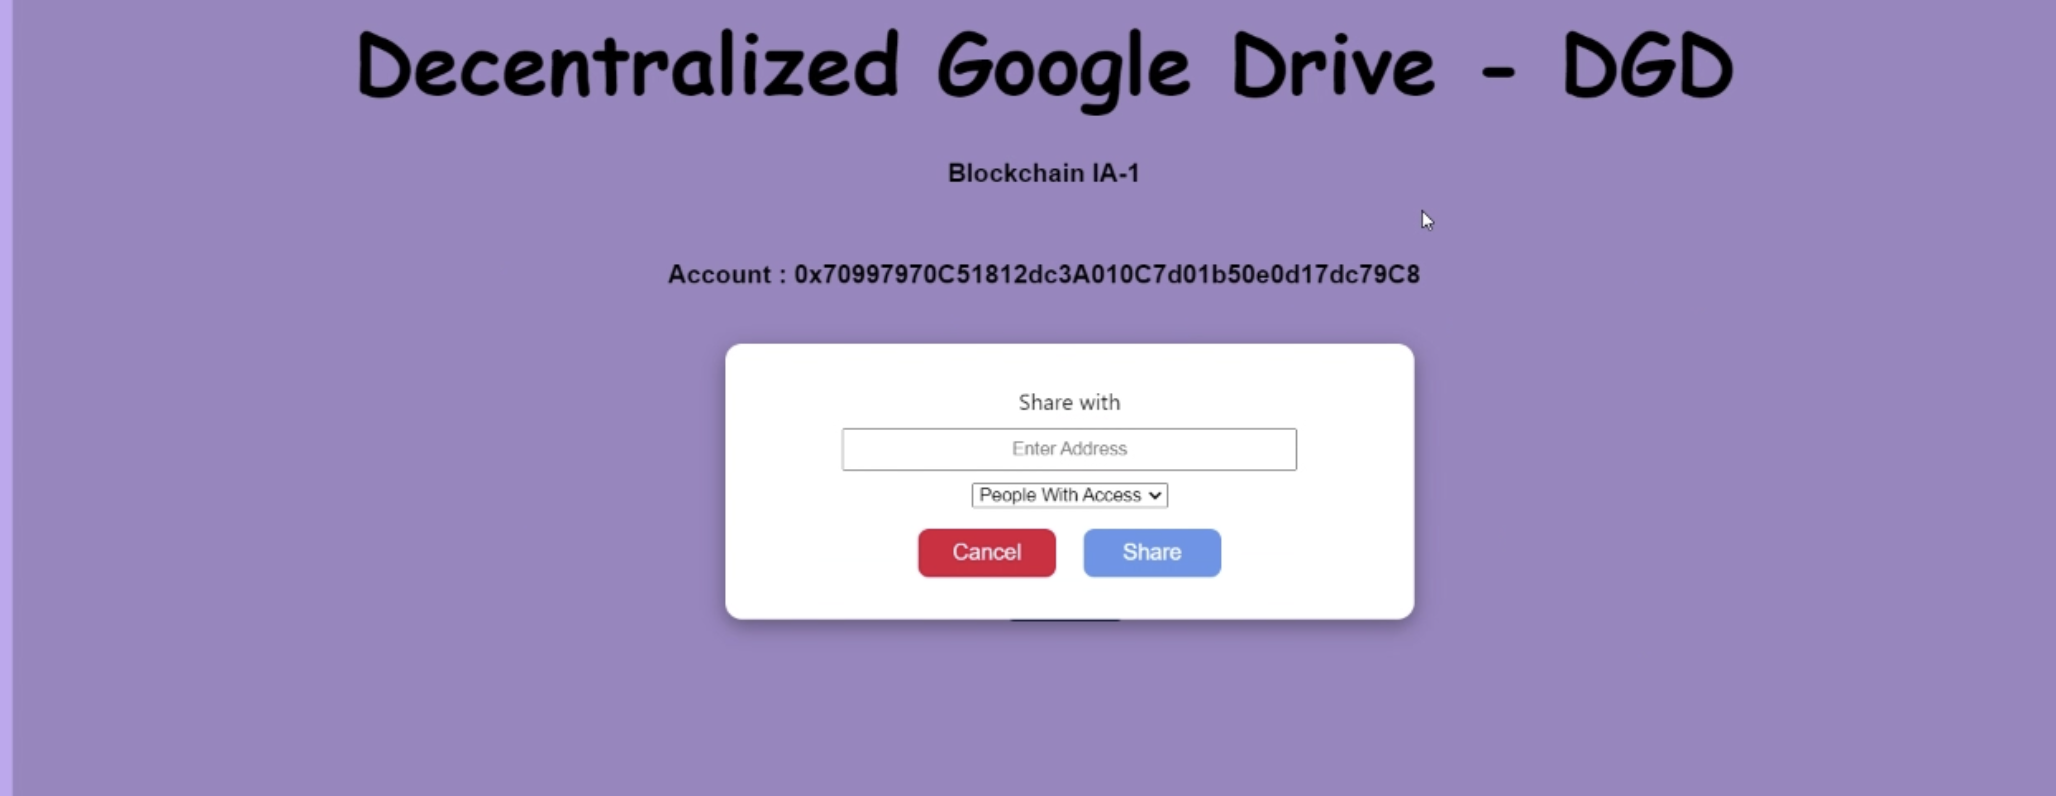 Decentralized Google Drive - DGD
Blockchain IA-1
Account : 0x70997970C51812dc3A010C7d01b50e0d17dc79C8
Share with
Enter Address
People With Access
Cancel
Share